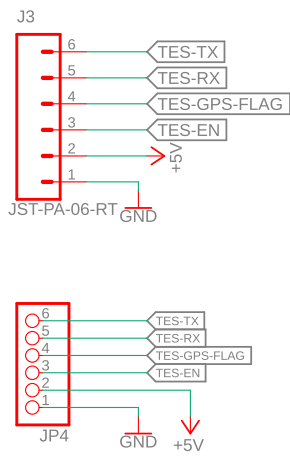 J3
6 TES-TX
5 TES-RX
4 TES-GPS-FLAG
3 TES-EN
2 +5V
1
JST-PA-06-RT GND
6 TES-TX
5 TES-RX
4 TES-GPS-FLAG
3 TES-EN
2
1
JP4 GND +5V